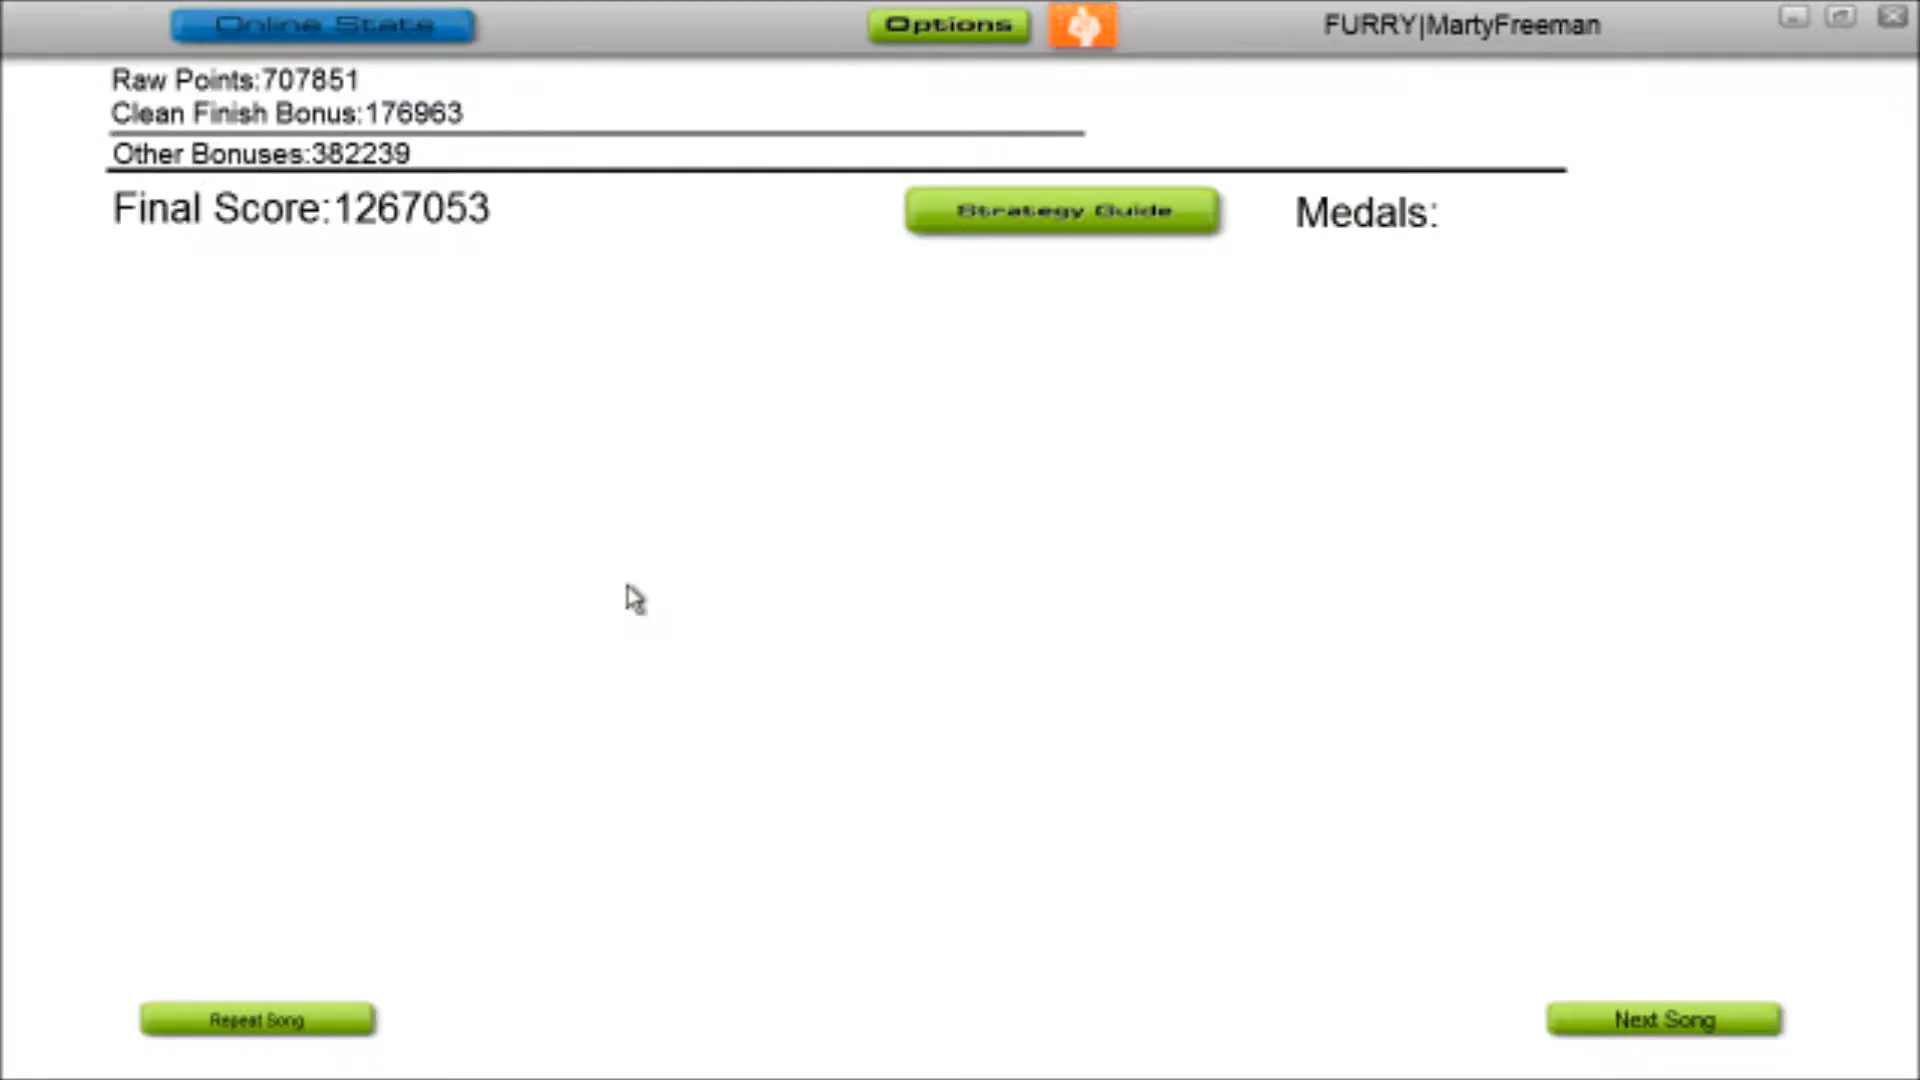 Online Stats
Options
FURRY|MartyFreeman
Raw Points:707851
Clean Finish Bonus:176963
Other Bonuses:382239
Final Score:1267053
Strategy Guide
Medals:
Repeat Song
Next Song